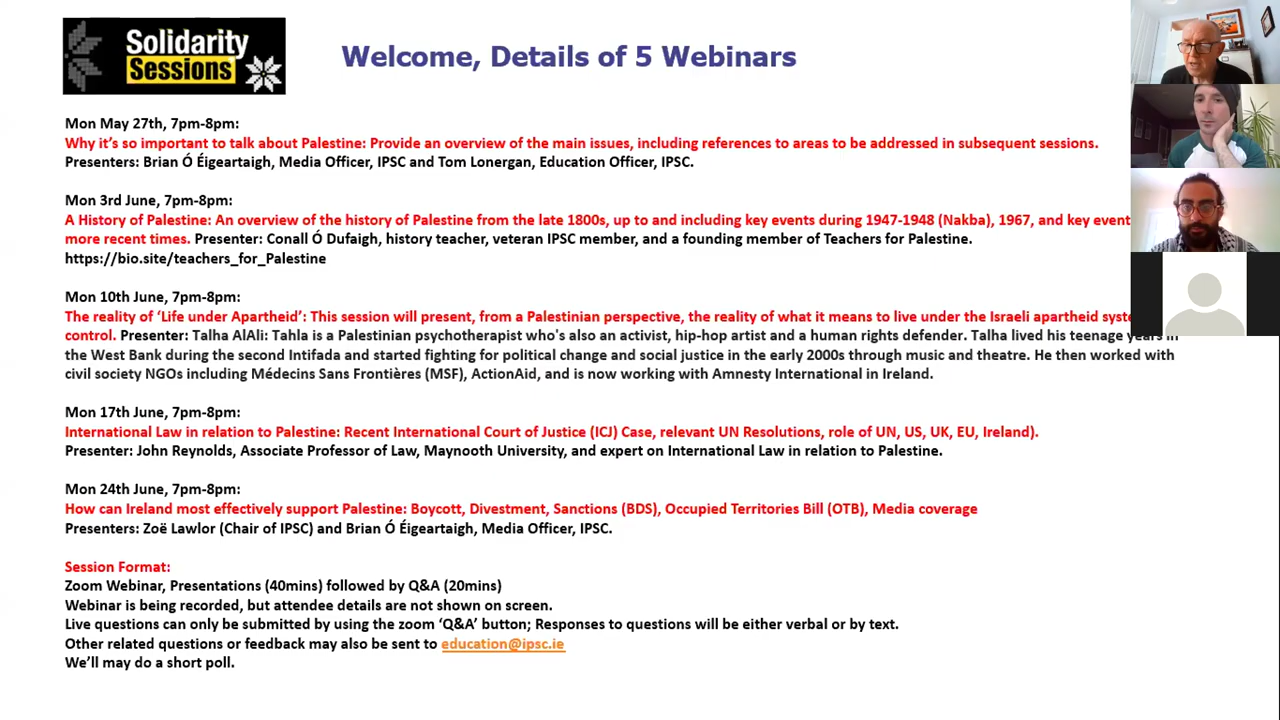 Solidarity
Sessions
Welcome, Details of 5 Webinars
Mon May 27th, 7pm-8pm:
Why it's so important to talk about Palestine: Provide an overview of the main issues, including references to areas to be addressed in subsequent sessions.
Presenters: Brian Ó Éigeartaigh, Media Officer, IPSC and Tom Lonergan, Education Officer, IPSC.
Mon 3rd June, 7pm-8pm:
A History of Palestine: An overview of the history of Palestine from the late 1800s, up to and including key events during 1947-1948 (Nakba), 1967, and key event
more recent times. Presenter: Conall Ó Dufaigh, history teacher, veteran IPSC member, and a founding member of Teachers for Palestine.
https://bio.site/teachers_for_Palestine
Mon 10th June, 7pm-8pm:
The reality of 'Life under Apartheid': This session will present, from a Palestinian perspective, the reality of what it means to live under the Israeli apartheid syste
control. Presenter: Talha AlAli: Tahla is a Palestinian psychotherapist who's also an activist, hip-hop artist and a human rights defender. Talha lived his teenage years in
the West Bank during the second Intifada and started fighting for political change and social justice in the early 2000s through music and theatre. He then worked with
civil society NGOs including Médecins Sans Frontières (MSF), ActionAid, and is now working with Amnesty International in Ireland.
Mon 17th June, 7pm-8pm:
International Law in relation to Palestine: Recent International Court of Justice (ICJ) Case, relevant UN Resolutions, role of UN, US, UK, EU, Ireland).
Presenter: John Reynolds, Associate Professor of Law, Maynooth University, and expert on International Law in relation to Palestine.
Mon 24th June, 7pm-8pm:
How can Ireland most effectively support Palestine: Boycott, Divestment, Sanctions (BDS), Occupied Territories Bill (OTB), Media coverage
Presenters: Zoë Lawlor (Chair of IPSC) and Brian Ó Éigeartaigh, Media Officer, IPSC.
Session Format:
Zoom Webinar, Presentations (40mins) followed by Q&A (20mins)
Webinar is being recorded, but attendee details are not shown on screen.
Live questions can only be submitted by using the zoom 'Q&A' button; Responses to questions will be either verbal or by text.
Other related questions or feedback may also be sent to education@ipsc.ie
We'll may do a short poll.